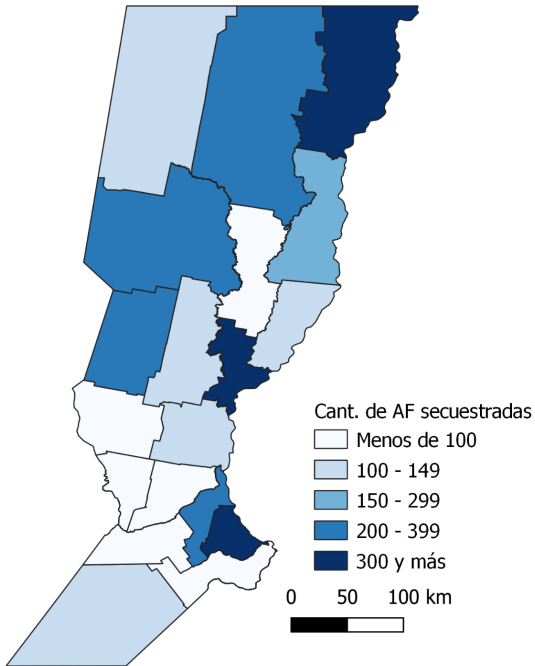 Cant. de AF secuestradas
Menos de 100
100 - 149
150 - 299
200 - 399
300 y más
0 50 100 km